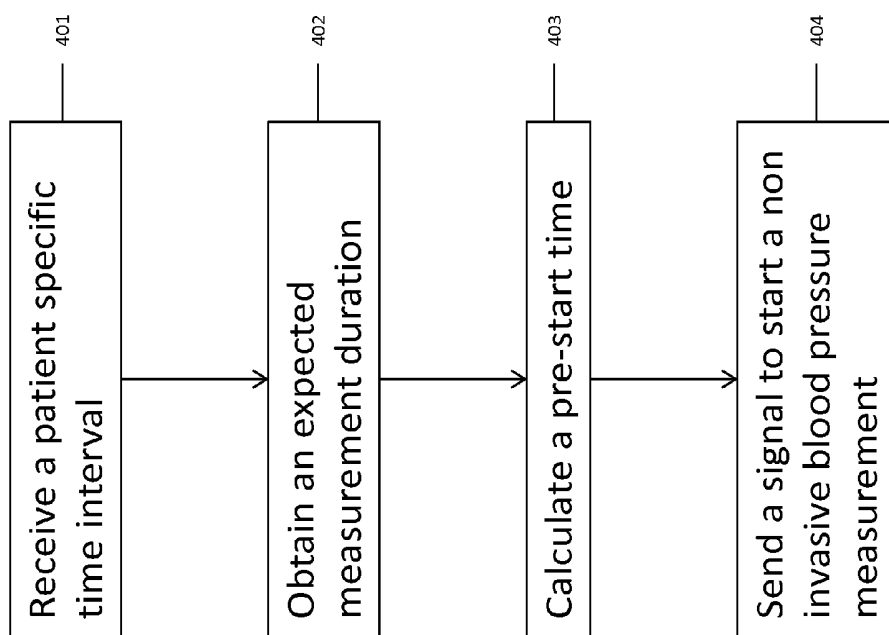 Receive a patient specific
time interval
401
Obtain an expected
measurement duration
402
Calculate a pre-start time
403
Send a signal to start a non
invasive blood pressure
measurement
404